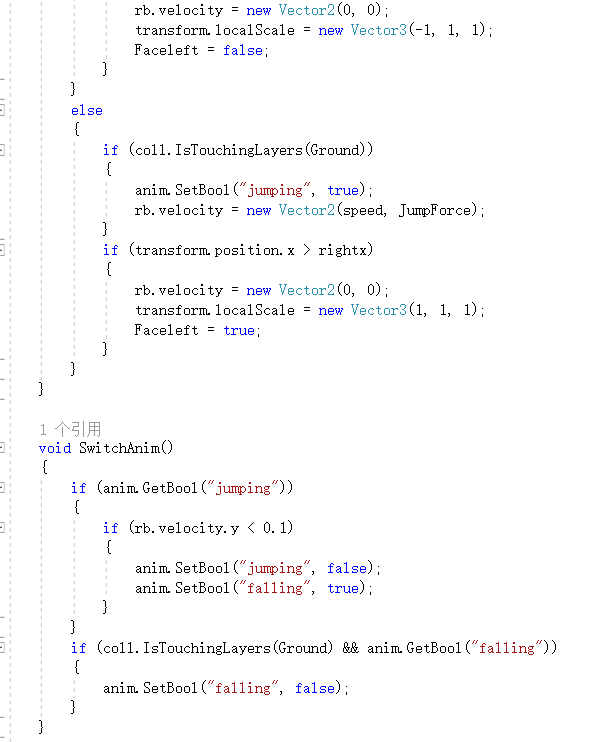 rb.velocity = new Vector2(0, 0);
transform.localScale = new Vector3(-1, 1, 1);
Faceleft = false;
}
}
else
{
if (coll.IsTouchingLayers(Ground))
{
anim.SetBool("jumping", true);
rb.velocity = new Vector2(speed, JumpForce);
}
if (transform.position.x > rightx)
{
rb.velocity = new Vector2(0, 0);
transform.localScale = new Vector3(1, 1, 1);
Faceleft = true;
}
}
}
1 个引用
void SwitchAnim()
{
if (anim.GetBool("jumping"))
{
if (rb.velocity.y < 0.1)
{
anim.SetBool("jumping", false);
anim.SetBool("falling", true);
}
}
if (coll.IsTouchingLayers(Ground) && anim.GetBool("falling"))
{
anim.SetBool("falling", false);
}
}